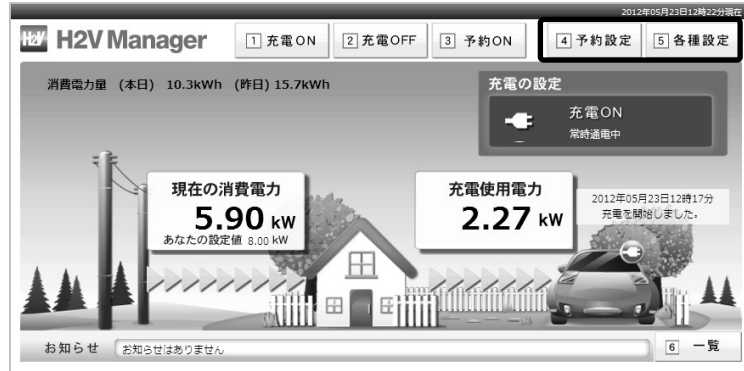 2012年05月23日12時22分現在
H2V H2V Manager 1 充電ON 2 充電OFF 3 予約ON 4 予約設定 5 各種設定
消費電力量 (本日) 10.3kWh (昨日) 15.7kWh
充電の設定
充電ON
常時通電中
現在の消費電力
5.90 kW
あなたの設定値 8.00 kW
充電使用電力
2.27 kW
2012年05月23日12時17分
充電を開始しました。
お知らせ お知らせはありません 6 一覧